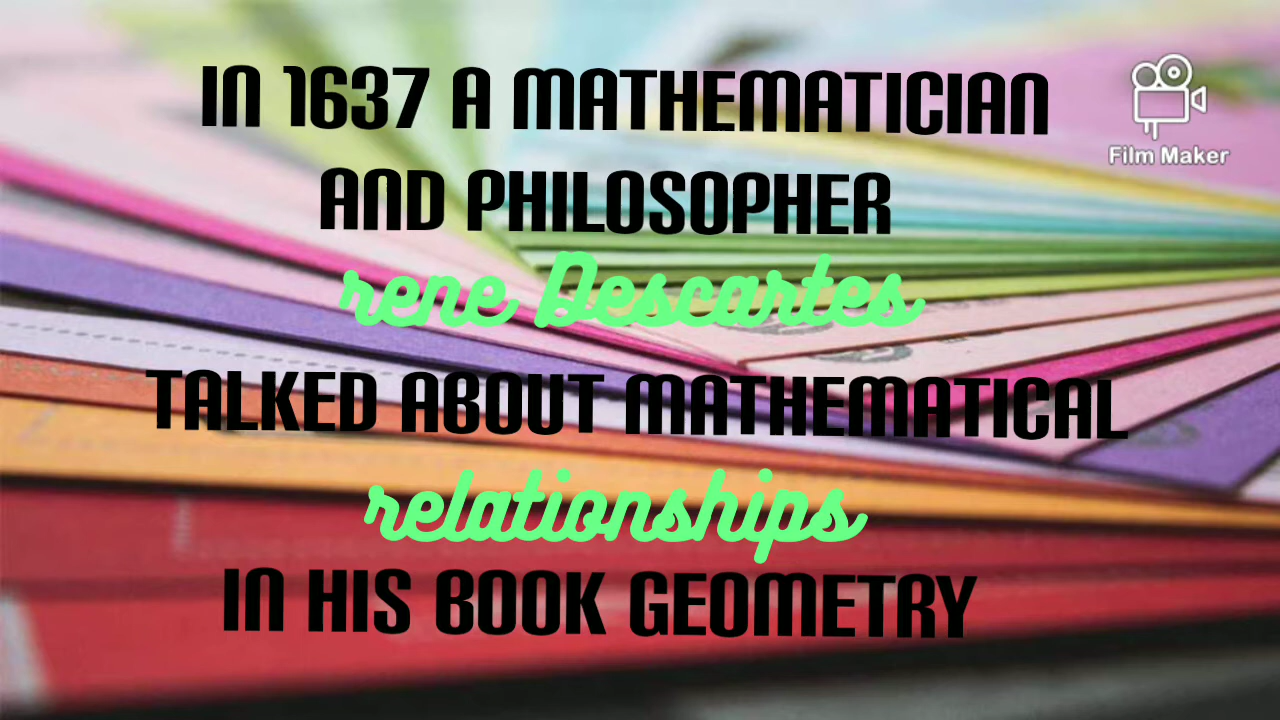 IN 1637 A MATHEMATICIAN
AND PHILOSOPHER
rene Descartes
TALKED ABOUT MATHEMATICAL
relationships
IN HIS BOOK GEOMETRY
Film Maker